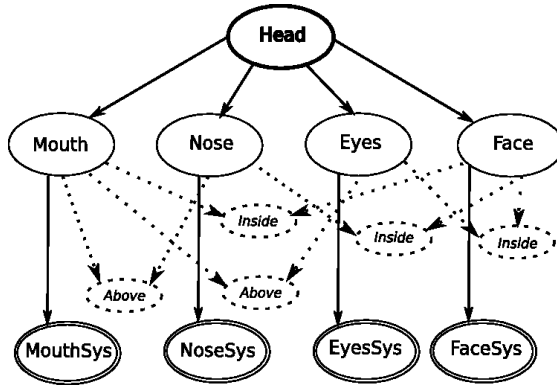 Head
Mouth
Nose
Eyes
Face
Inside
Inside
Inside
Above
Above
MouthSys
NoseSys
EyesSys
FaceSys